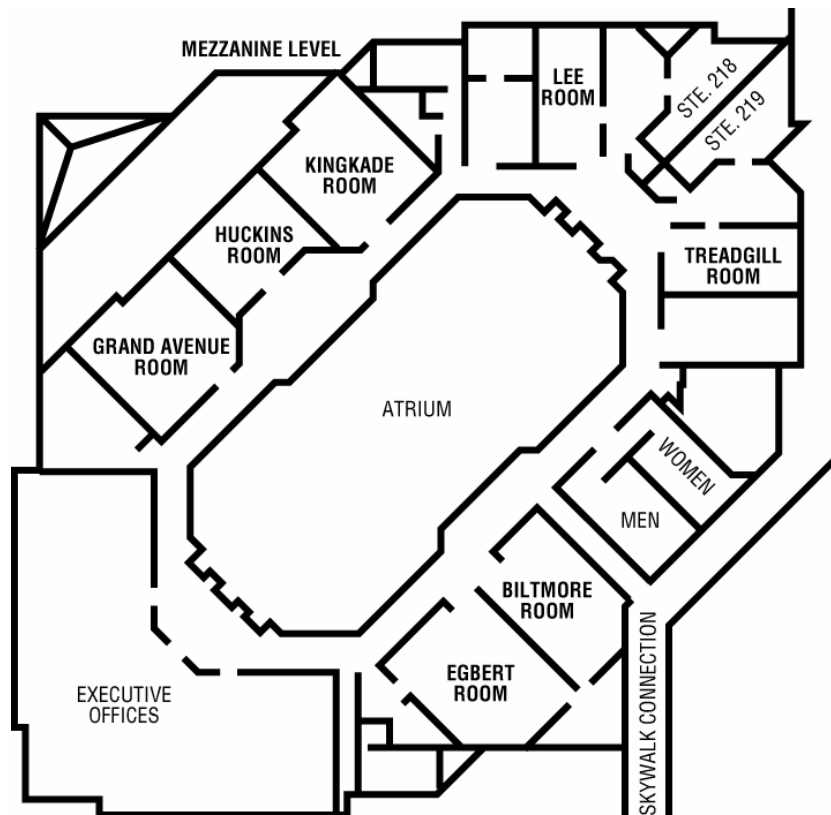 MEZZANINE LEVEL
LEE
ROOM
STE. 218
STE. 219
KINGKADE
ROOM
HUCKINS
ROOM
TREADGILL
ROOM
GRAND AVENUE
ROOM
ATRIUM
WOMEN
MEN
BILTMORE
ROOM
EGBERT
ROOM
EXECUTIVE
OFFICES
SKYWALK CONNECTION